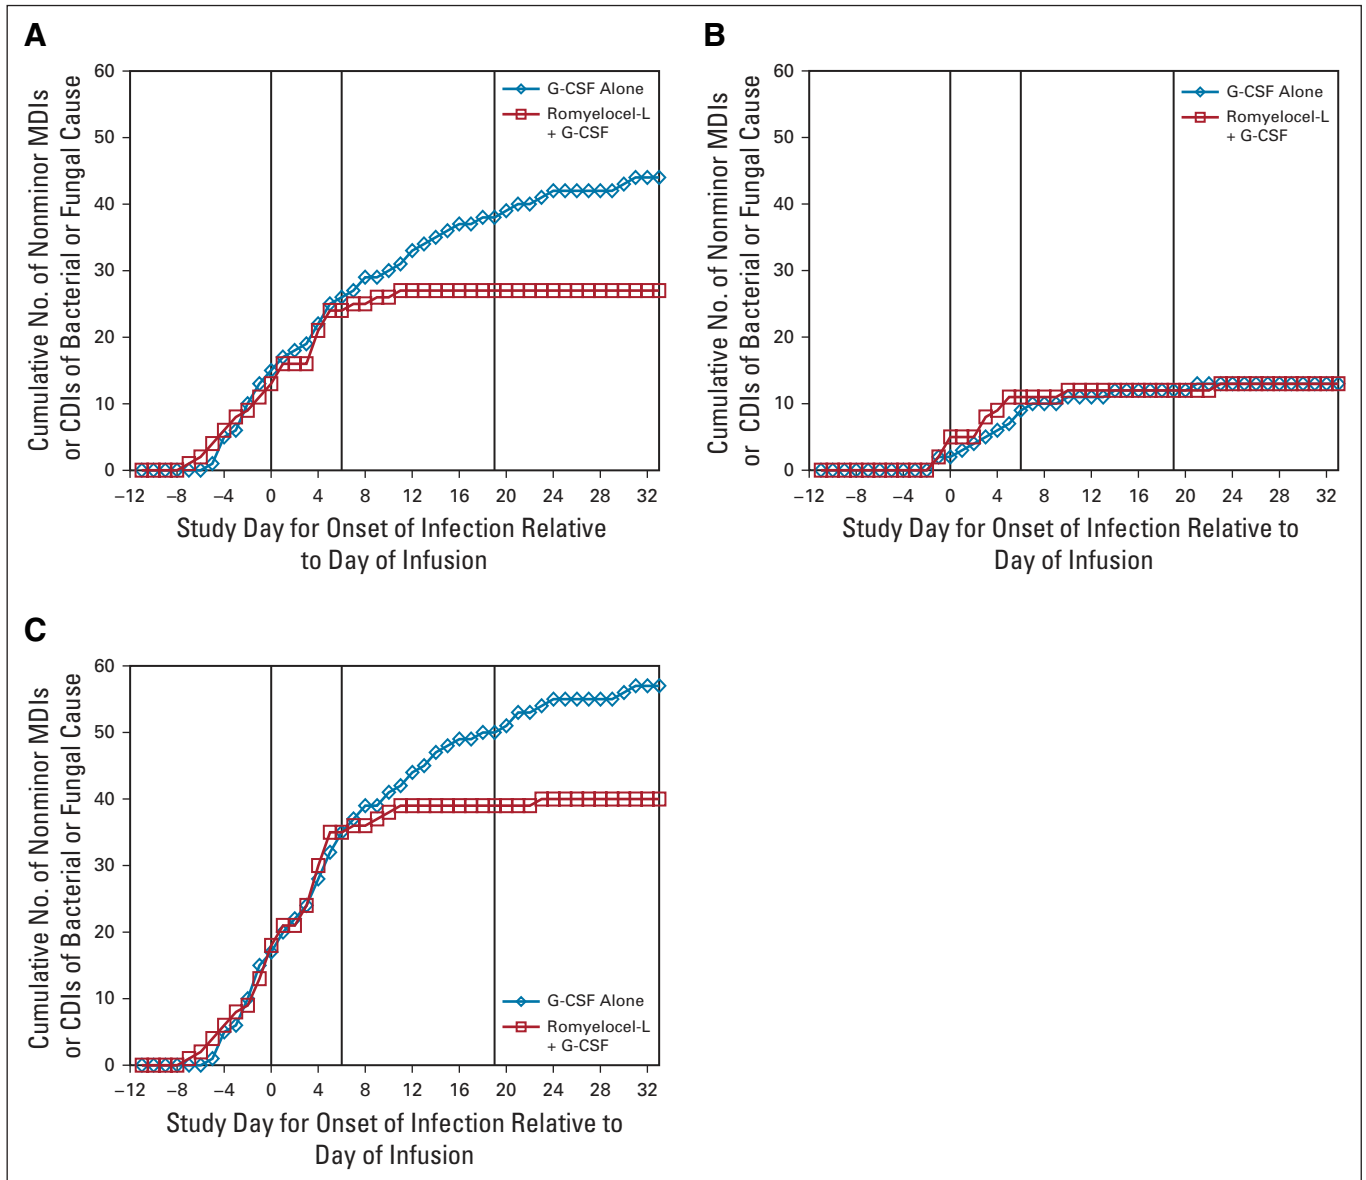 A
Cumulative No. of Nonminor MDIs
or CDIs of Bacterial or Fungal Cause
60
50
40
30
20
10
0
G-CSF Alone
Romyelocel-L
+ G-CSF
−12 −8 −4 0 4 8 12 16 20 24 28 32
Study Day for Onset of Infection Relative
to Day of Infusion
B
Cumulative No. of Nonminor MDIs
or CDIs of Bacterial or Fungal Cause
60
50
40
30
20
10
0
G-CSF Alone
Romyelocel-L
+ G-CSF
−12 −8 −4 0 4 8 12 16 20 24 28 32
Study Day for Onset of Infection Relative to
Day of Infusion
C
Cumulative No. of Nonminor MDIs
or CDIs of Bacterial or Fungal Cause
60
50
40
30
20
10
0
G-CSF Alone
Romyelocel-L
+ G-CSF
−12 −8 −4 0 4 8 12 16 20 24 28 32
Study Day for Onset of Infection Relative to
Day of Infusion